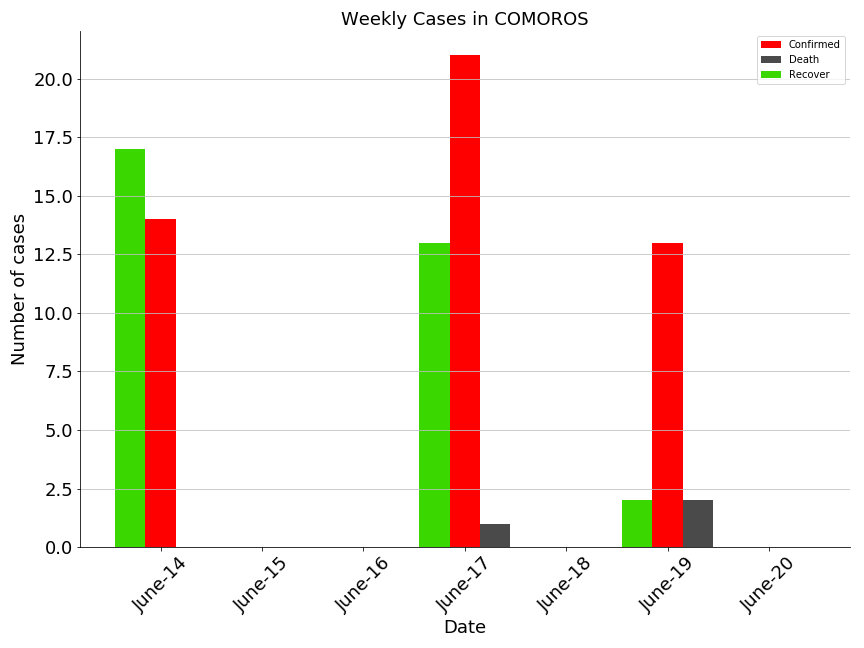 Weekly Cases in COMOROS
Confirmed
Death
Recover
Number of cases
20.0
17.5
15.0
12.5
10.0
7.5
5.0
2.5
0.0
June-14
June-15
June-16
June-17
June-18
June-19
June-20
Date